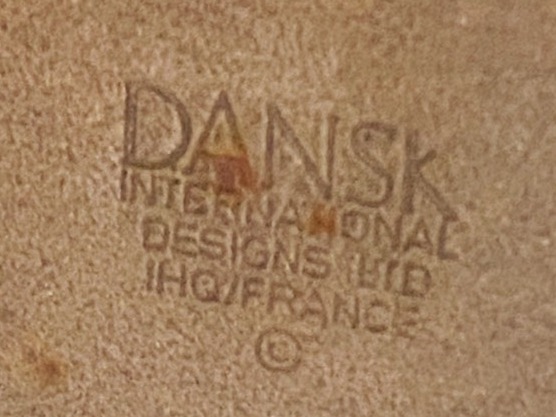 DANSK
INTERNATIONAL
DESIGNS LTD
IHQ/FRANCE
©